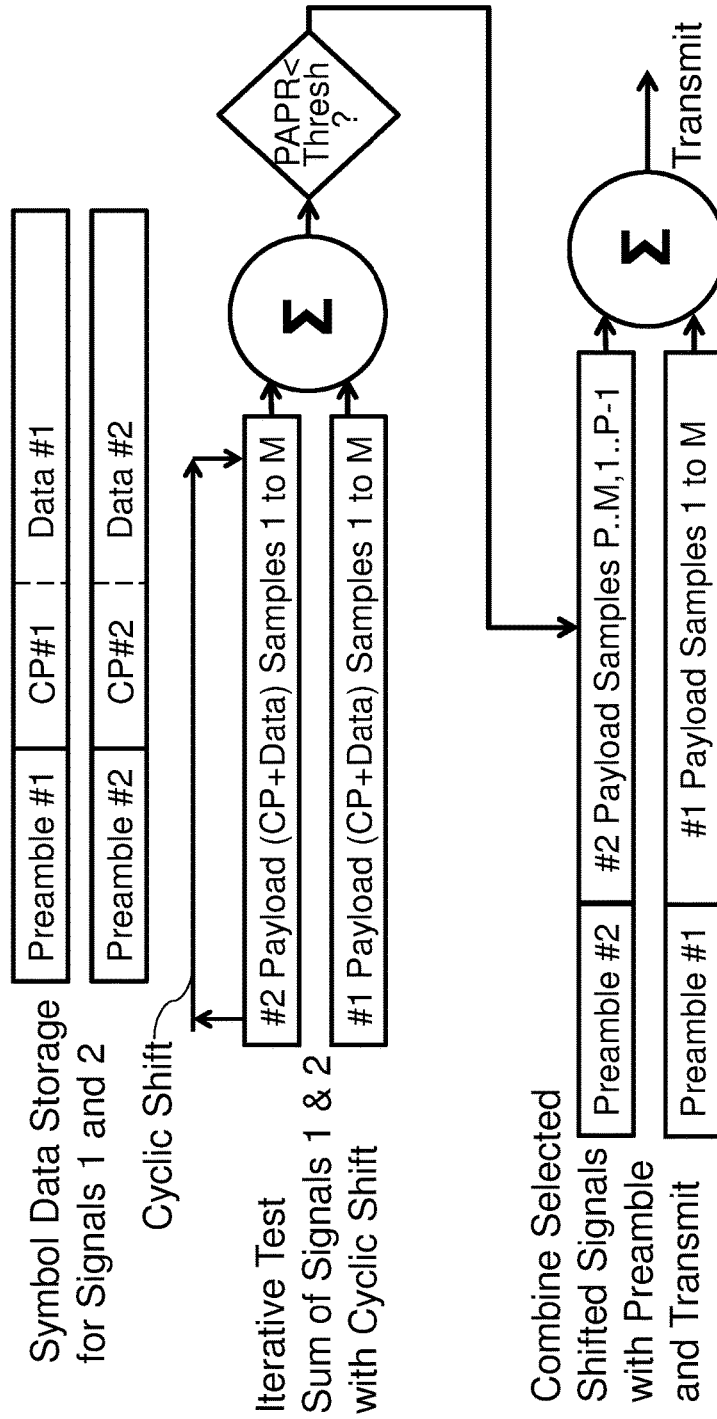 Symbol Data Storage
for Signals 1 and 2
Preamble #1
CP#1
Data #1
Preamble #2
CP#2
Data #2
Cyclic Shift
Iterative Test
Sum of Signals 1 & 2
with Cyclic Shift
#2 Payload (CP+Data) Samples 1 to M
#1 Payload (CP+Data) Samples 1 to M
Σ
PAPR<
Thresh
?
Combine Selected
Shifted Signals
with Preamble
and Transmit
Preamble #2
#2 Payload Samples P..M,1..P-1
Preamble #1
#1 Payload Samples 1 to M
Σ
Transmit